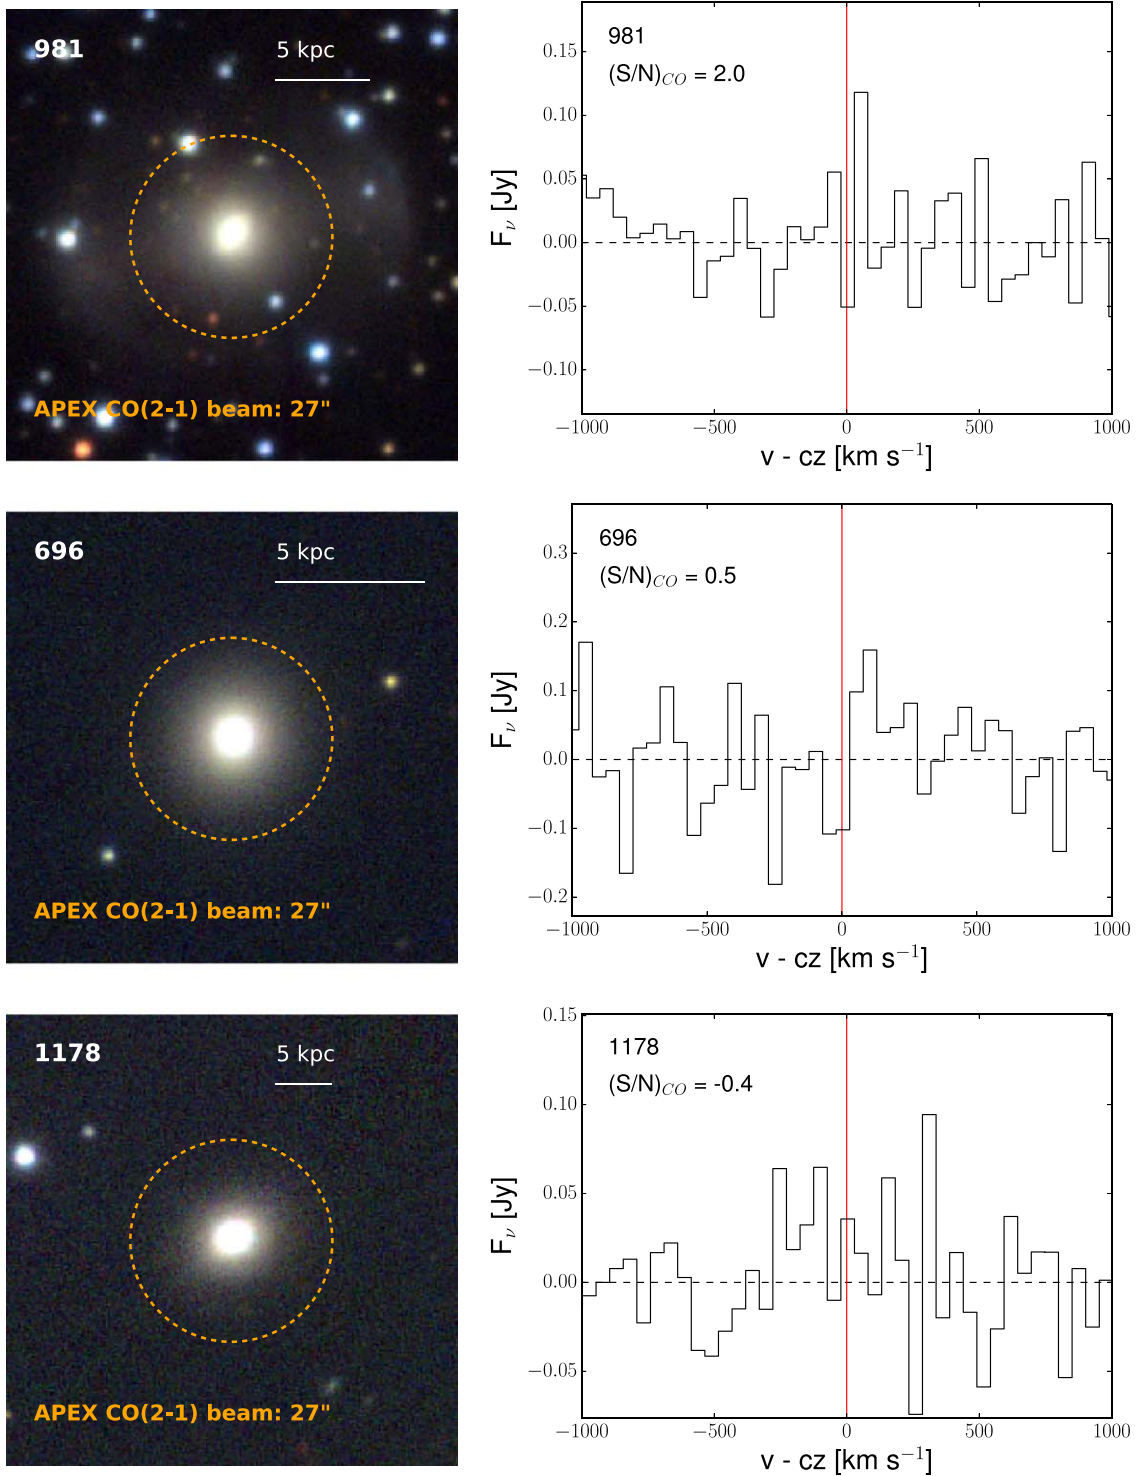 981
5 kpc
APEX CO(2-1) beam: 27"
981
(S/N)CO = 2.0
0.15
0.10
0.05
0.00
−0.05
−0.10
Fν [Jy]
−1000 −500 0 500 1000
v - cz [km s−1]
696
5 kpc
APEX CO(2-1) beam: 27"
696
(S/N)CO = 0.5
0.3
0.2
0.1
0.0
−0.1
−0.2
Fν [Jy]
−1000 −500 0 500 1000
v - cz [km s−1]
1178
5 kpc
APEX CO(2-1) beam: 27"
1178
(S/N)CO = -0.4
0.15
0.10
0.05
0.00
−0.05
Fν [Jy]
−1000 −500 0 500 1000
v - cz [km s−1]